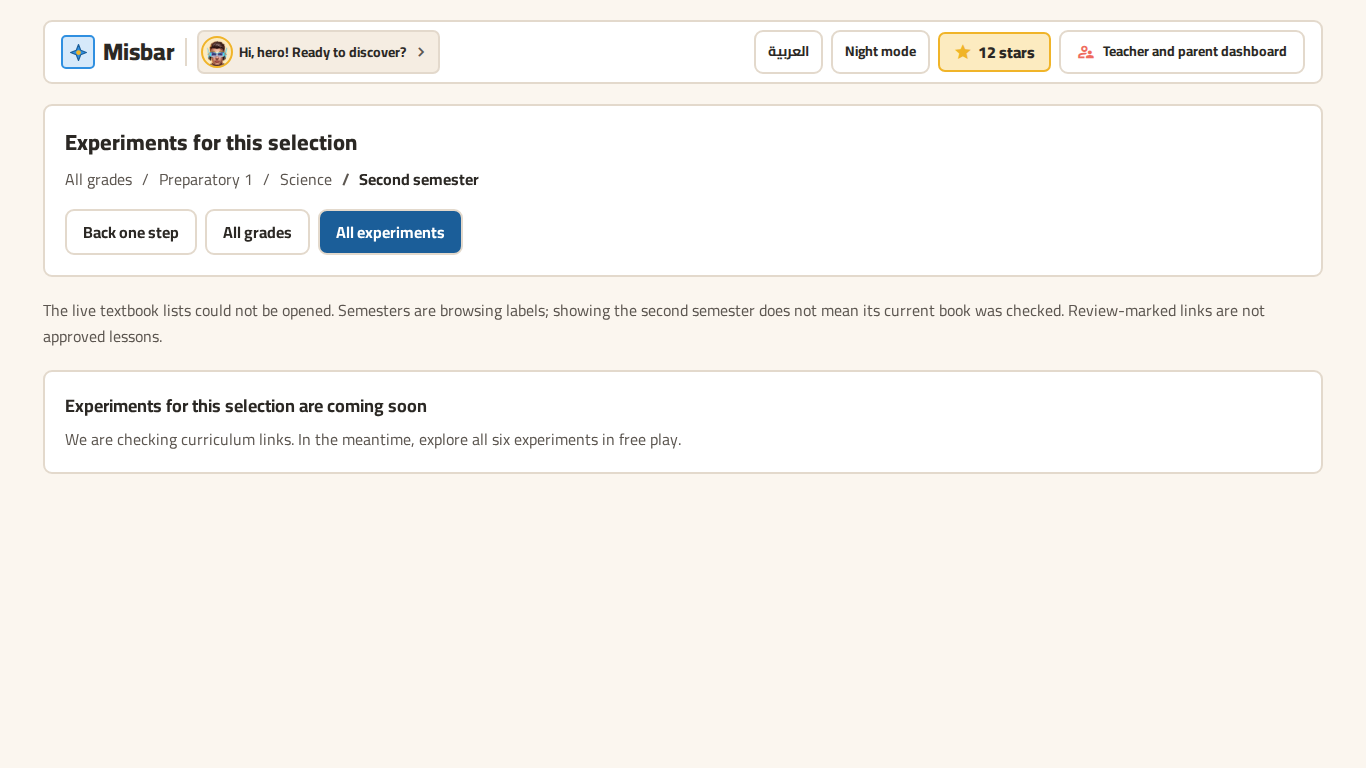 Misbar
Hi, hero! Ready to discover?
العربية
Night mode
12 stars
Teacher and parent dashboard
Experiments for this selection
All grades / Preparatory 1 / Science / Second semester
Back one step
All grades
All experiments
The live textbook lists could not be opened. Semesters are browsing labels; showing the second semester does not mean its current book was checked. Review-marked links are not
approved lessons.
Experiments for this selection are coming soon
We are checking curriculum links. In the meantime, explore all six experiments in free play.